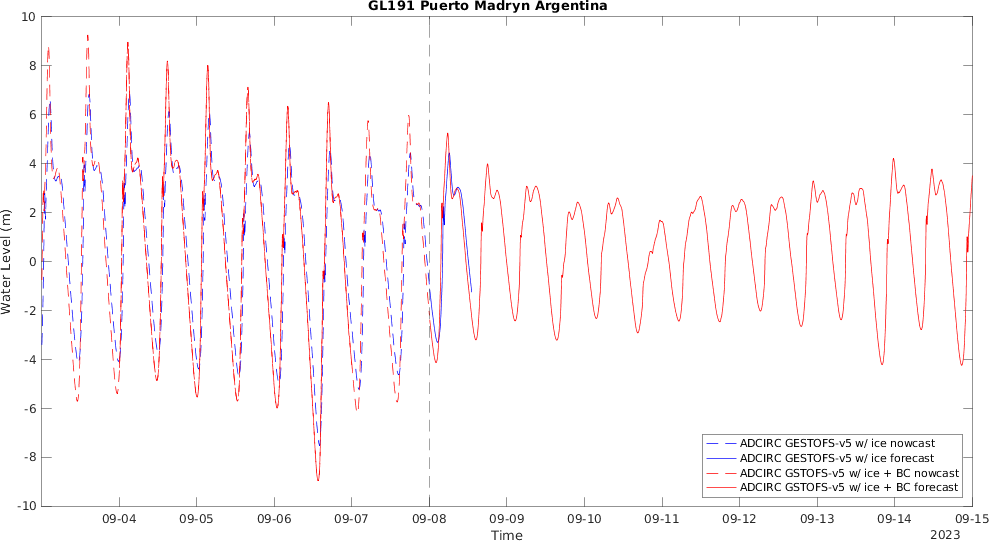 GL191 Puerto Madryn Argentina
10
8
6
4
2
0
-2
-4
-6
-8
-10
Water Level (m)
ADCIRC GESTOFS-v5 w/ ice nowcast
ADCIRC GESTOFS-v5 w/ ice forecast
ADCIRC GSTOFS-v5 w/ ice + BC nowcast
ADCIRC GSTOFS-v5 w/ ice + BC forecast
09-04 09-05 09-06 09-07 09-08 09-09 09-10 09-11 09-12 09-13 09-14 09-15
Time
2023